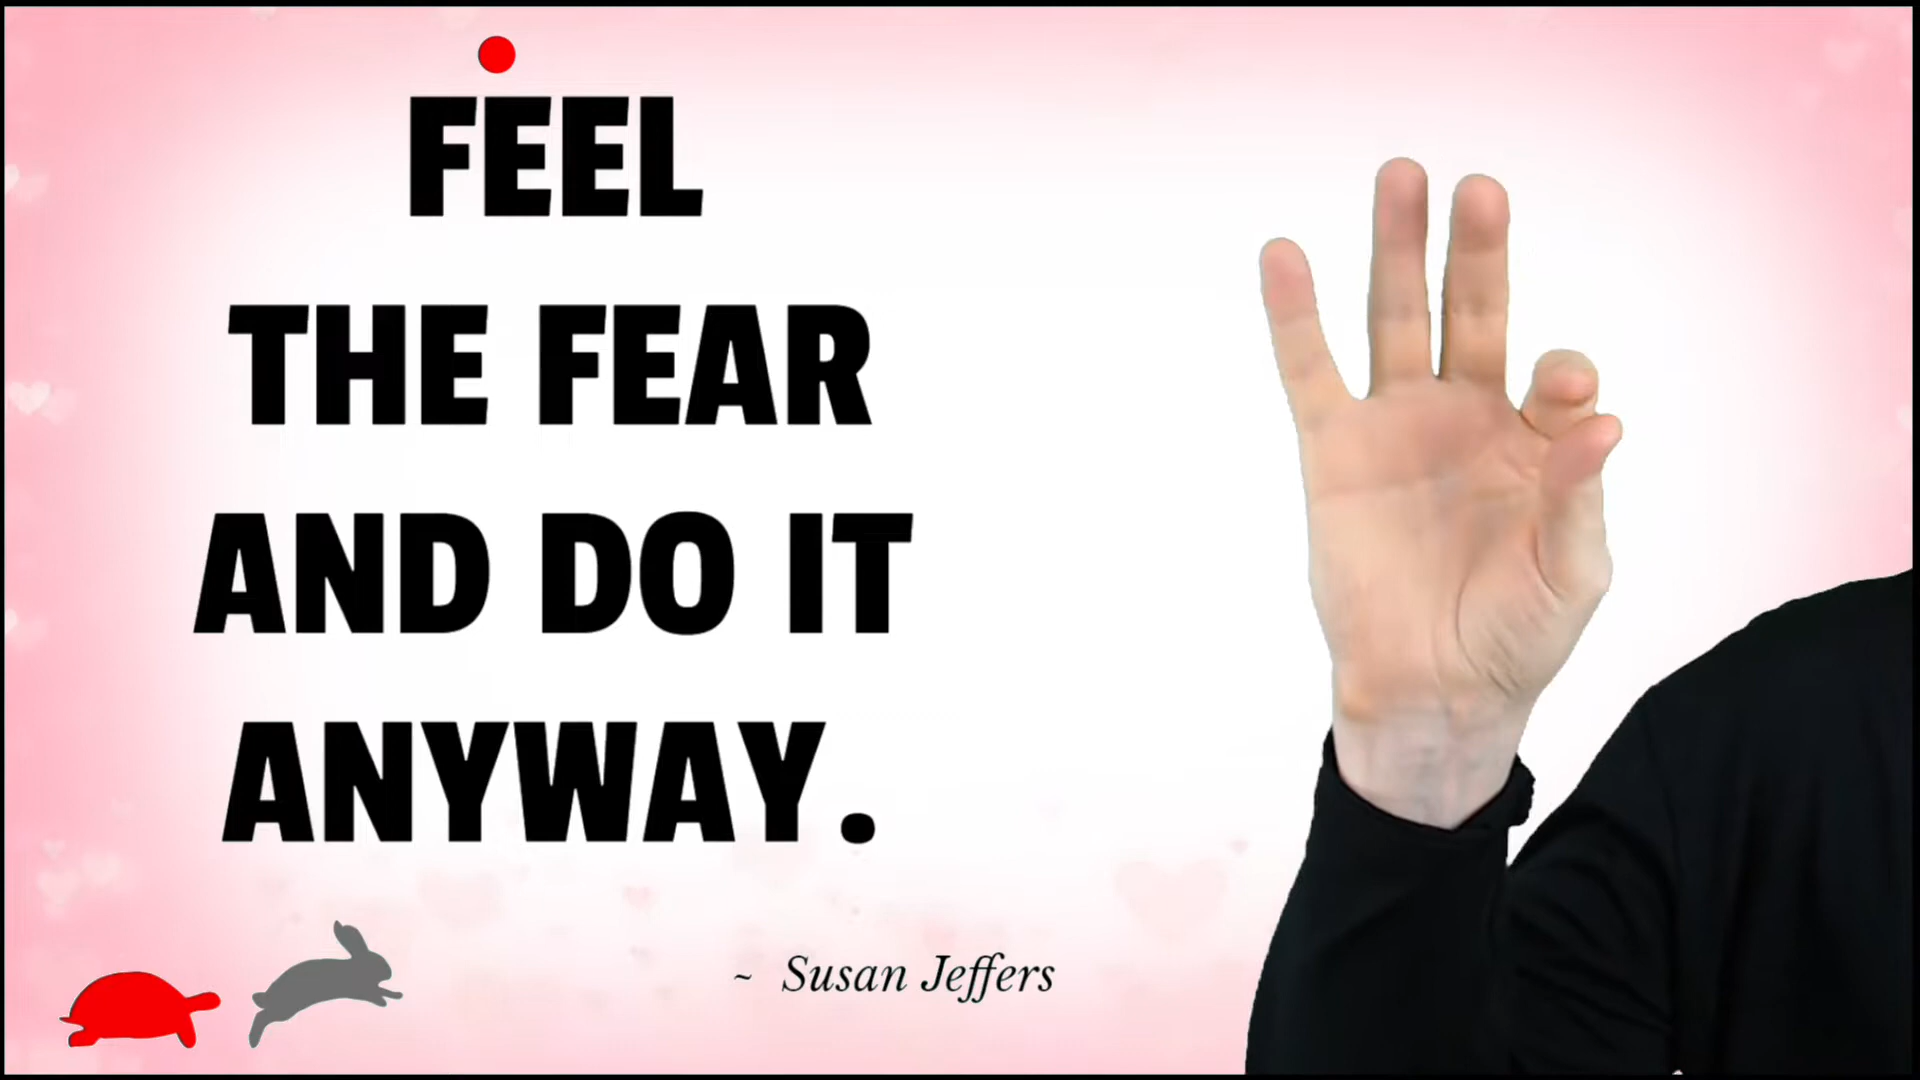 FEEL
THE FEAR
AND DO IT
ANYWAY.
~ Susan Jeffers